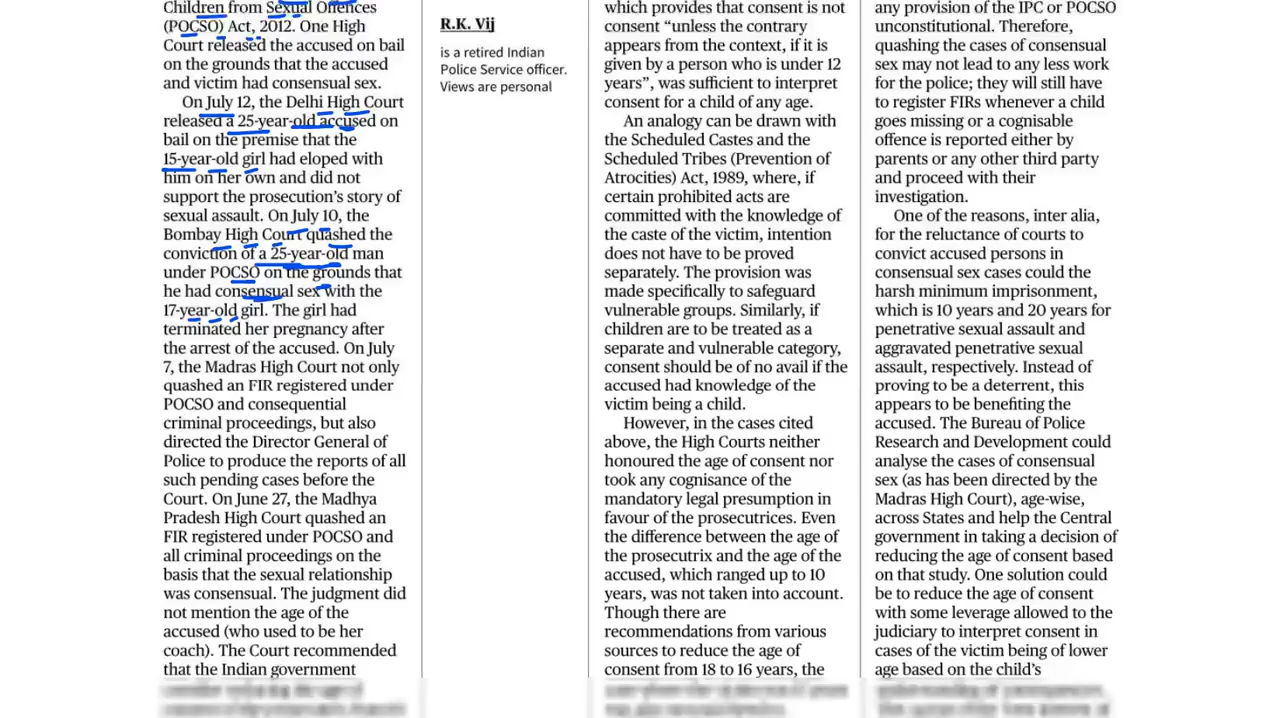 Children from Sexual Offences
(POCSO) Act, 2012. One High
Court released the accused on bail
on the grounds that the accused
and victim had consensual sex.
On July 12, the Delhi High Court
released a 25-year-old accused on
bail on the premise that the
15-year-old girl had eloped with
him on her own and did not
support the prosecution's story of
sexual assault. On July 10, the
Bombay High Court quashed the
conviction of a 25-year-old man
under POCSO on the grounds that
he had consensual sex with the
17-year-old girl. The girl had
terminated her pregnancy after
the arrest of the accused. On July
7, the Madras High Court not only
quashed an FIR registered under
POCSO and consequential
criminal proceedings, but also
directed the Director General of
Police to produce the reports of all
such pending cases before the
Court. On June 27, the Madhya
Pradesh High Court quashed an
FIR registered under POCSO and
all criminal proceedings on the
basis that the sexual relationship
was consensual. The judgment did
not mention the age of the
accused (who used to be her
coach). The Court recommended
that the Indian government
R.K. Vij
is a retired Indian
Police Service officer.
Views are personal
which provides that consent is not
consent “unless the contrary
appears from the context, if it is
given by a person who is under 12
years”, was sufficient to interpret
consent for a child of any age.
An analogy can be drawn with
the Scheduled Castes and the
Scheduled Tribes (Prevention of
Atrocities) Act, 1989, where, if
certain prohibited acts are
committed with the knowledge of
the caste of the victim, intention
does not have to be proved
separately. The provision was
made specifically to safeguard
vulnerable groups. Similarly, if
children are to be treated as a
separate and vulnerable category,
consent should be of no avail if the
accused had knowledge of the
victim being a child.
However, in the cases cited
above, the High Courts neither
honoured the age of consent nor
took any cognisance of the
mandatory legal presumption in
favour of the prosecutrices. Even
the difference between the age of
the prosecutrix and the age of the
accused, which ranged up to 10
years, was not taken into account.
Though there are
recommendations from various
sources to reduce the age of
consent from 18 to 16 years, the
any provision of the IPC or POCSO
unconstitutional. Therefore,
quashing the cases of consensual
sex may not lead to any less work
for the police; they will still have
to register FIRs whenever a child
goes missing or a cognisable
offence is reported either by
parents or any other third party
and proceed with their
investigation.
One of the reasons, inter alia,
for the reluctance of courts to
convict accused persons in
consensual sex cases could the
harsh minimum imprisonment,
which is 10 years and 20 years for
penetrative sexual assault and
aggravated penetrative sexual
assault, respectively. Instead of
proving to be a deterrent, this
appears to be benefiting the
accused. The Bureau of Police
Research and Development could
analyse the cases of consensual
sex (as has been directed by the
Madras High Court), age-wise,
across States and help the Central
government in taking a decision of
reducing the age of consent based
on that study. One solution could
be to reduce the age of consent
with some leverage allowed to the
judiciary to interpret consent in
cases of the victim being of lower
age based on the child's